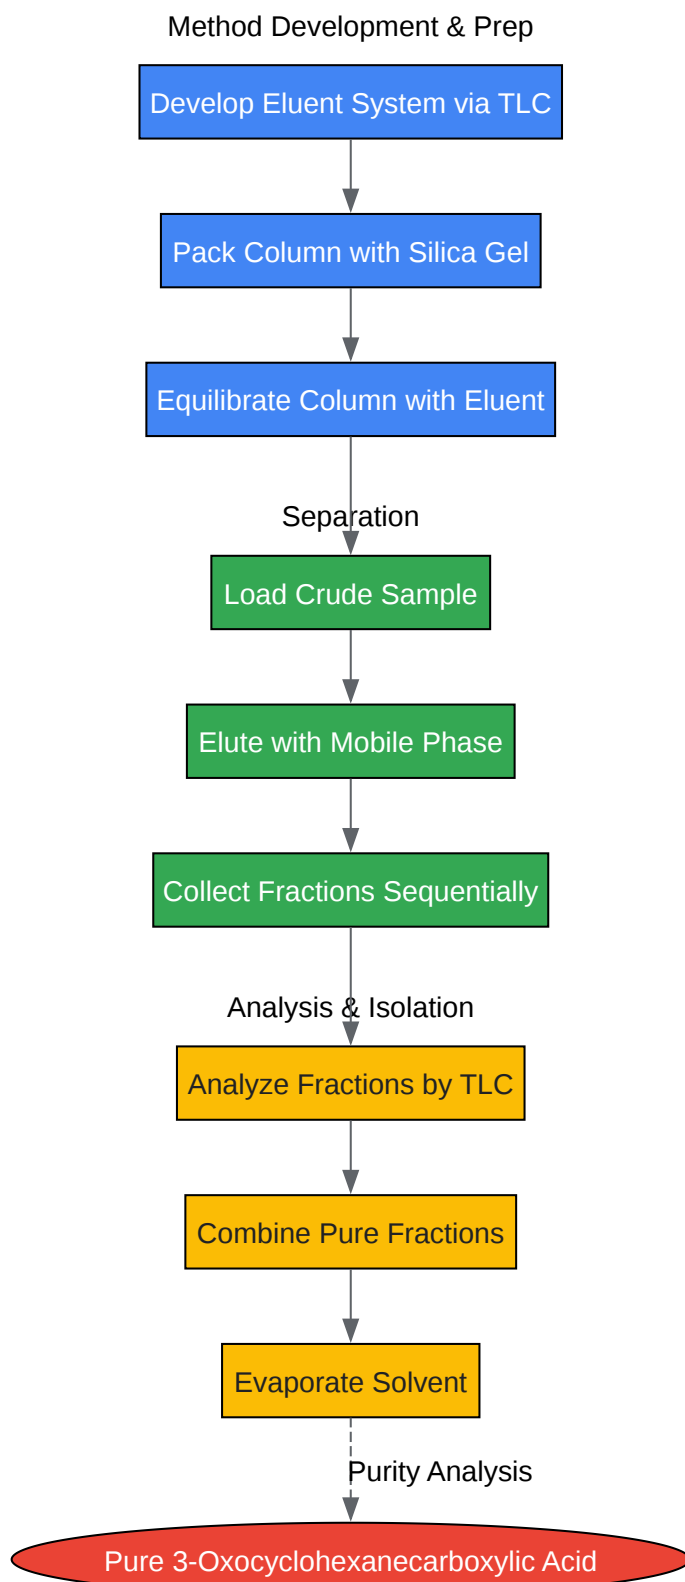 Method Development & Prep
Develop Eluent System via TLC
Pack Column with Silica Gel
Equilibrate Column with Eluent
Separation
Load Crude Sample
Elute with Mobile Phase
Collect Fractions Sequentially
Analysis & Isolation
Analyze Fractions by TLC
Combine Pure Fractions
Evaporate Solvent
Purity Analysis
Pure 3-Oxocyclohexanecarboxylic Acid